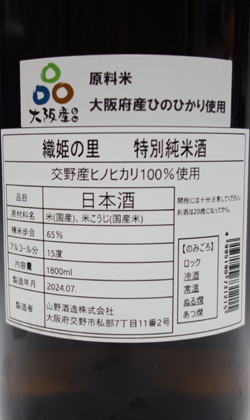 大阪産
原料米
大阪府産ひのひかり使用
織姫の里 特別純米酒
交野産ヒノヒカリ100%使用
品目 日本酒
原材料名 米(国産)、米こうじ(国産米)
精米歩合 65%
アルコール分 15度
内容量 1800ml
製造年月 2024.07.
製造者 山野酒造株式会社
大阪府交野市私部7丁目11番2号
開栓には十分注意して
お酒は20歳になってから。
【のみごろ】
ロック
冷酒
常温
ぬる燗
あつ燗